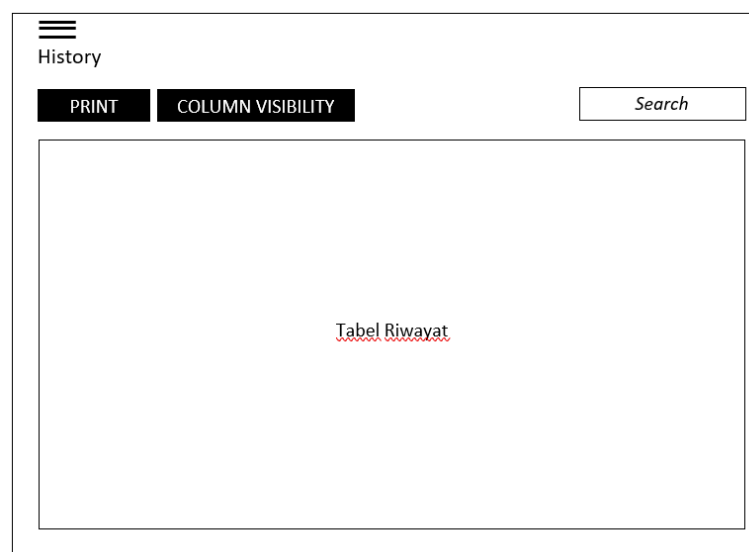 History
PRINT
COLUMN VISIBILITY
Search
Tabel Riwayat